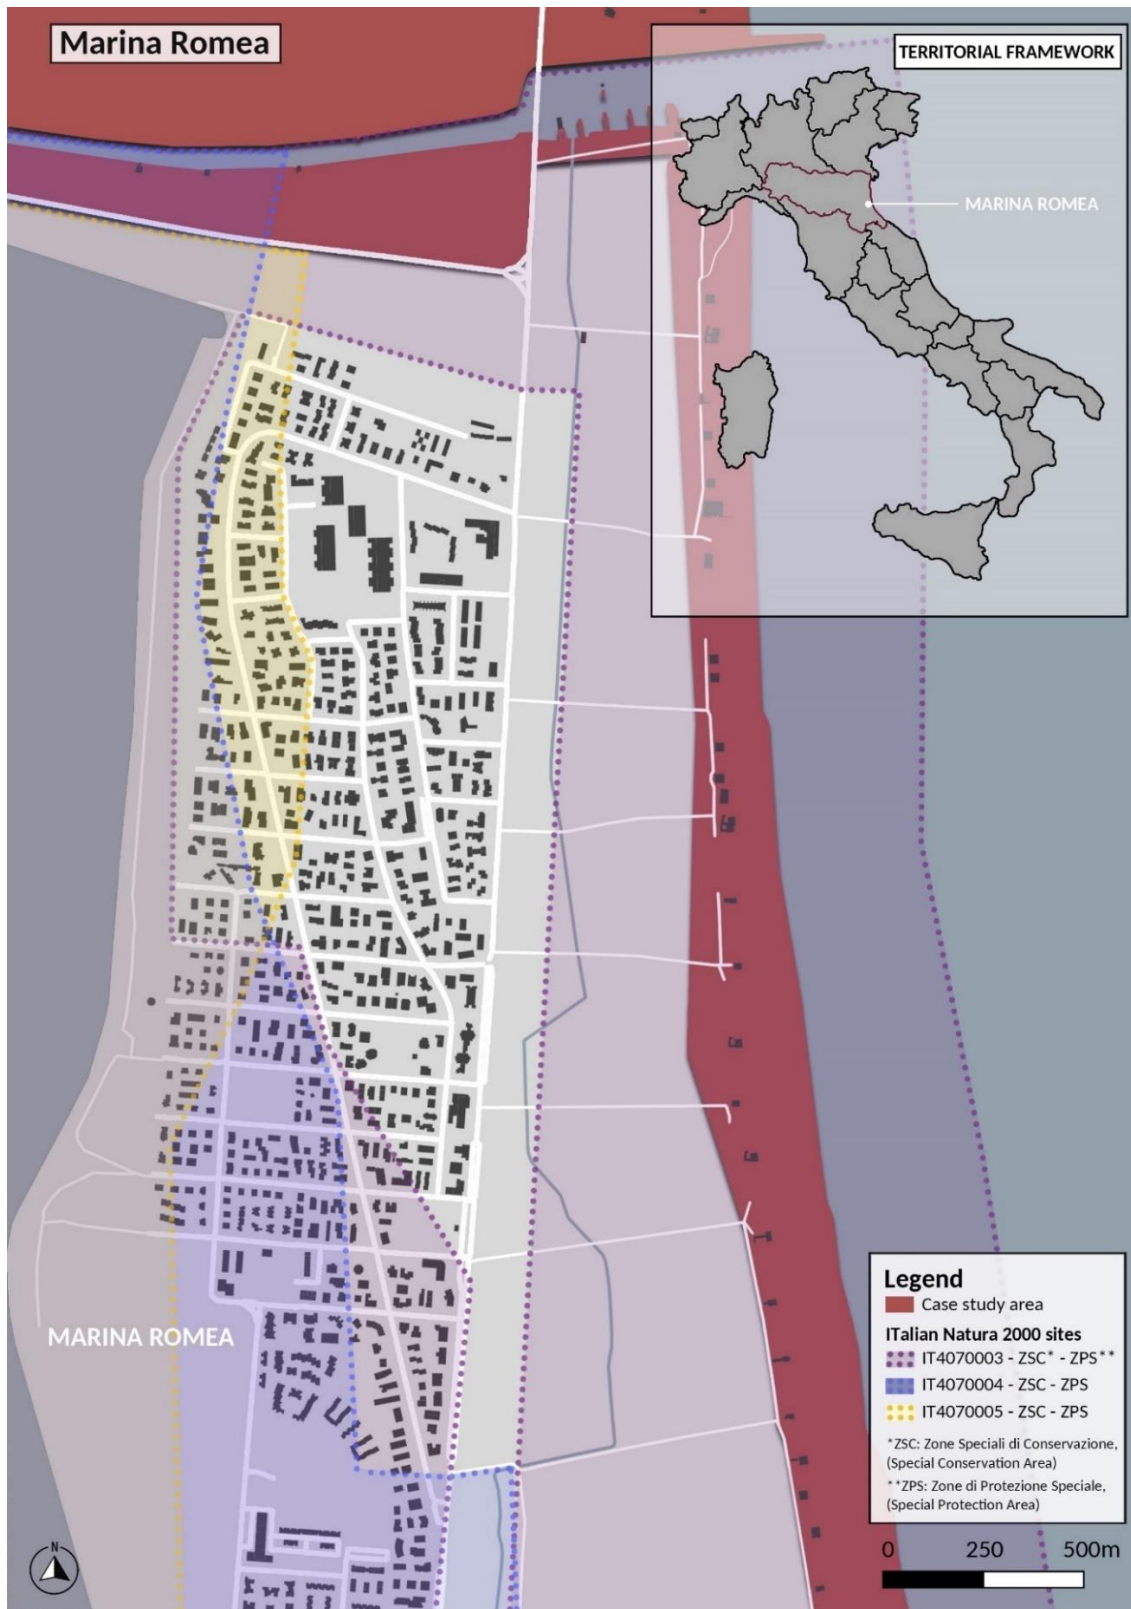 Marina Romea
TERRITORIAL FRAMEWORK
MARINA ROMEA
MARINA ROMEA
Legend
Case study area
ITalian Natura 2000 sites
IT4070003 - ZSC* - ZPS**
IT4070004 - ZSC - ZPS
IT4070005 - ZSC - ZPS
*ZSC: Zone Speciali di Conservazione,
(Special Conservation Area)
**ZPS: Zona di Protezione Speciale,
(Special Protection Area)
N
0 250 500m